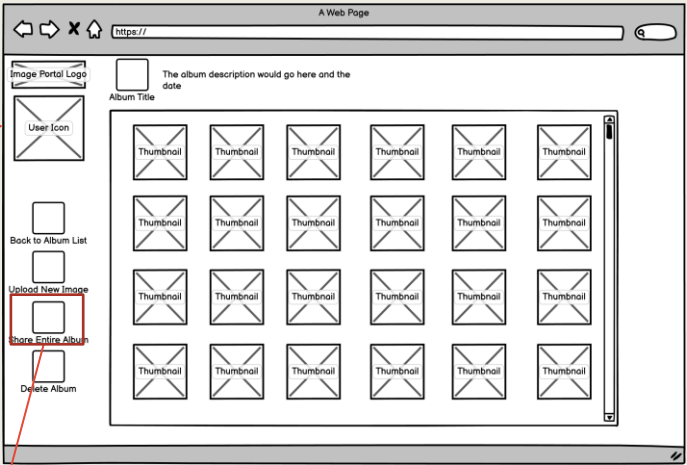 A Web Page
https://
Image Portal Logo
User Icon
The album description would go here and the
date
Album Title
Thumbnail Thumbnail Thumbnail Thumbnail Thumbnail Thumbnail
Thumbnail Thumbnail Thumbnail Thumbnail Thumbnail Thumbnail
Thumbnail Thumbnail Thumbnail Thumbnail Thumbnail Thumbnail
Thumbnail Thumbnail Thumbnail Thumbnail Thumbnail Thumbnail
Back to Album List
Upload New Image
Share Entire Album
Delete Album